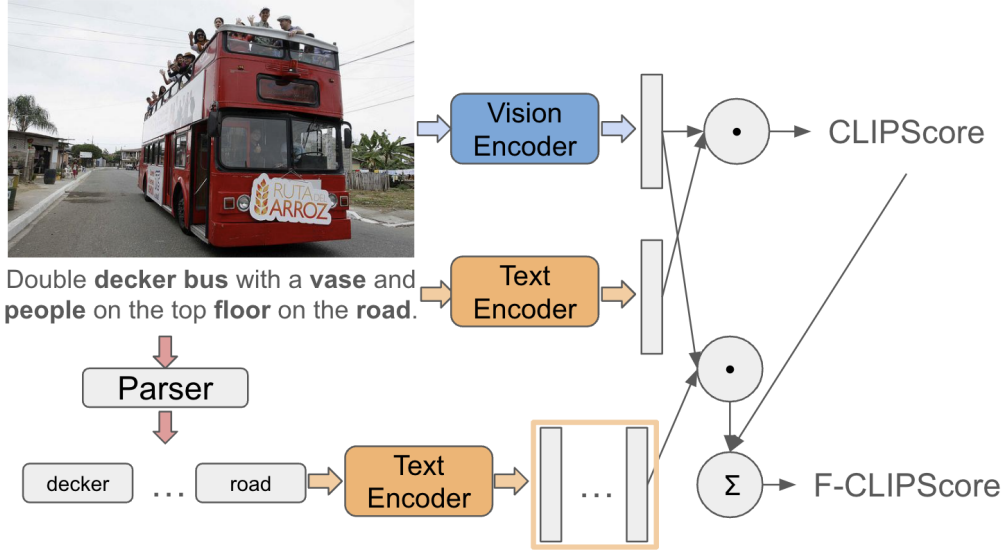 Vision
Encoder
CLIPScore
RUTA DEL
ARROZ
Double decker bus with a vase and
people on the top floor on the road.
Text
Encoder
Parser
decker
...
road
Text
Encoder
...
Σ
F-CLIPScore